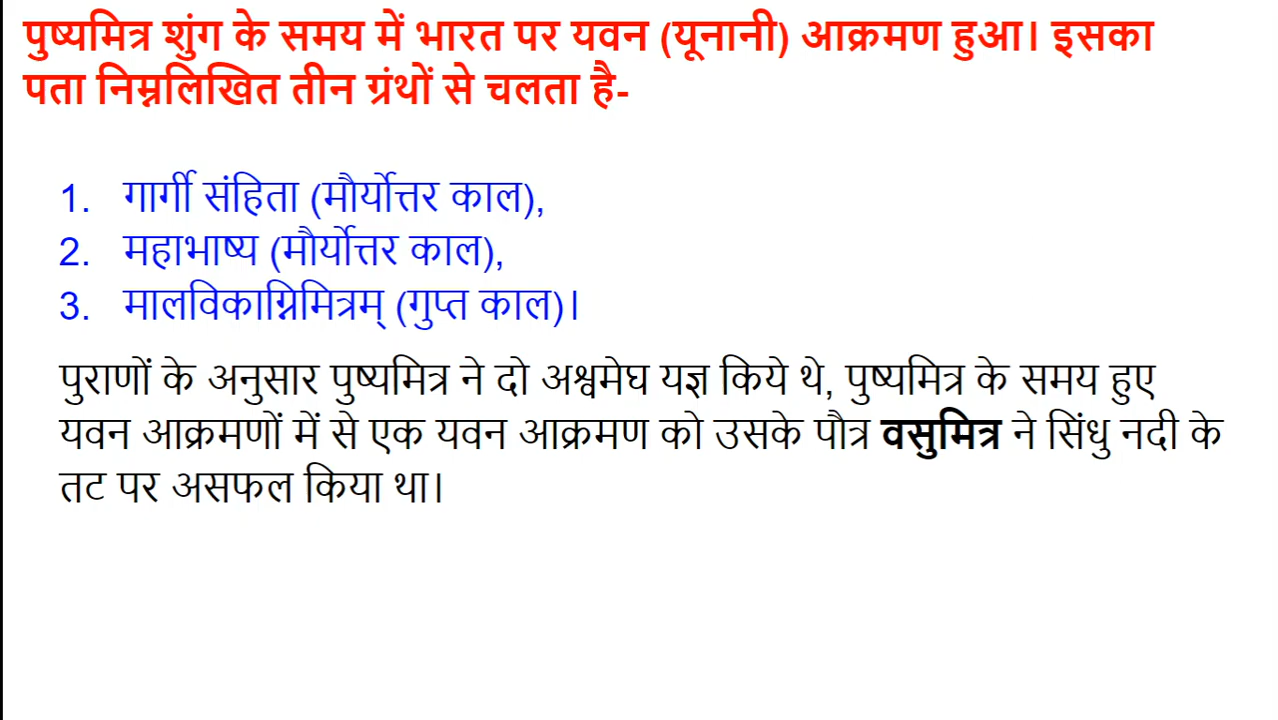 पुष्यमित्र शुंग के समय में भारत पर यवन (यूनानी) आक्रमण हुआ। इसका
पता निम्नलिखित तीन ग्रंथों से चलता है-
1. गार्गी संहिता (मौर्योत्तर काल),
2. महाभाष्य (मौर्योत्तर काल),
3. मालविकाग्निमित्रम् (गुप्त काल)।
पुराणों के अनुसार पुष्यमित्र ने दो अश्वमेघ यज्ञ किये थे, पुष्यमित्र के समय हुए
यवन आक्रमणों में से एक यवन आक्रमण को उसके पौत्र वसुमित्र ने सिंधु नदी के
तट पर असफल किया था।